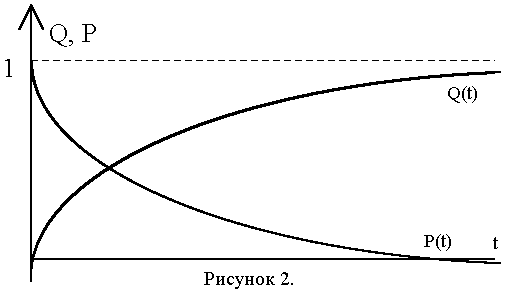 Q, P
1
Q(t)
P(t)
t
Рисунок 2.